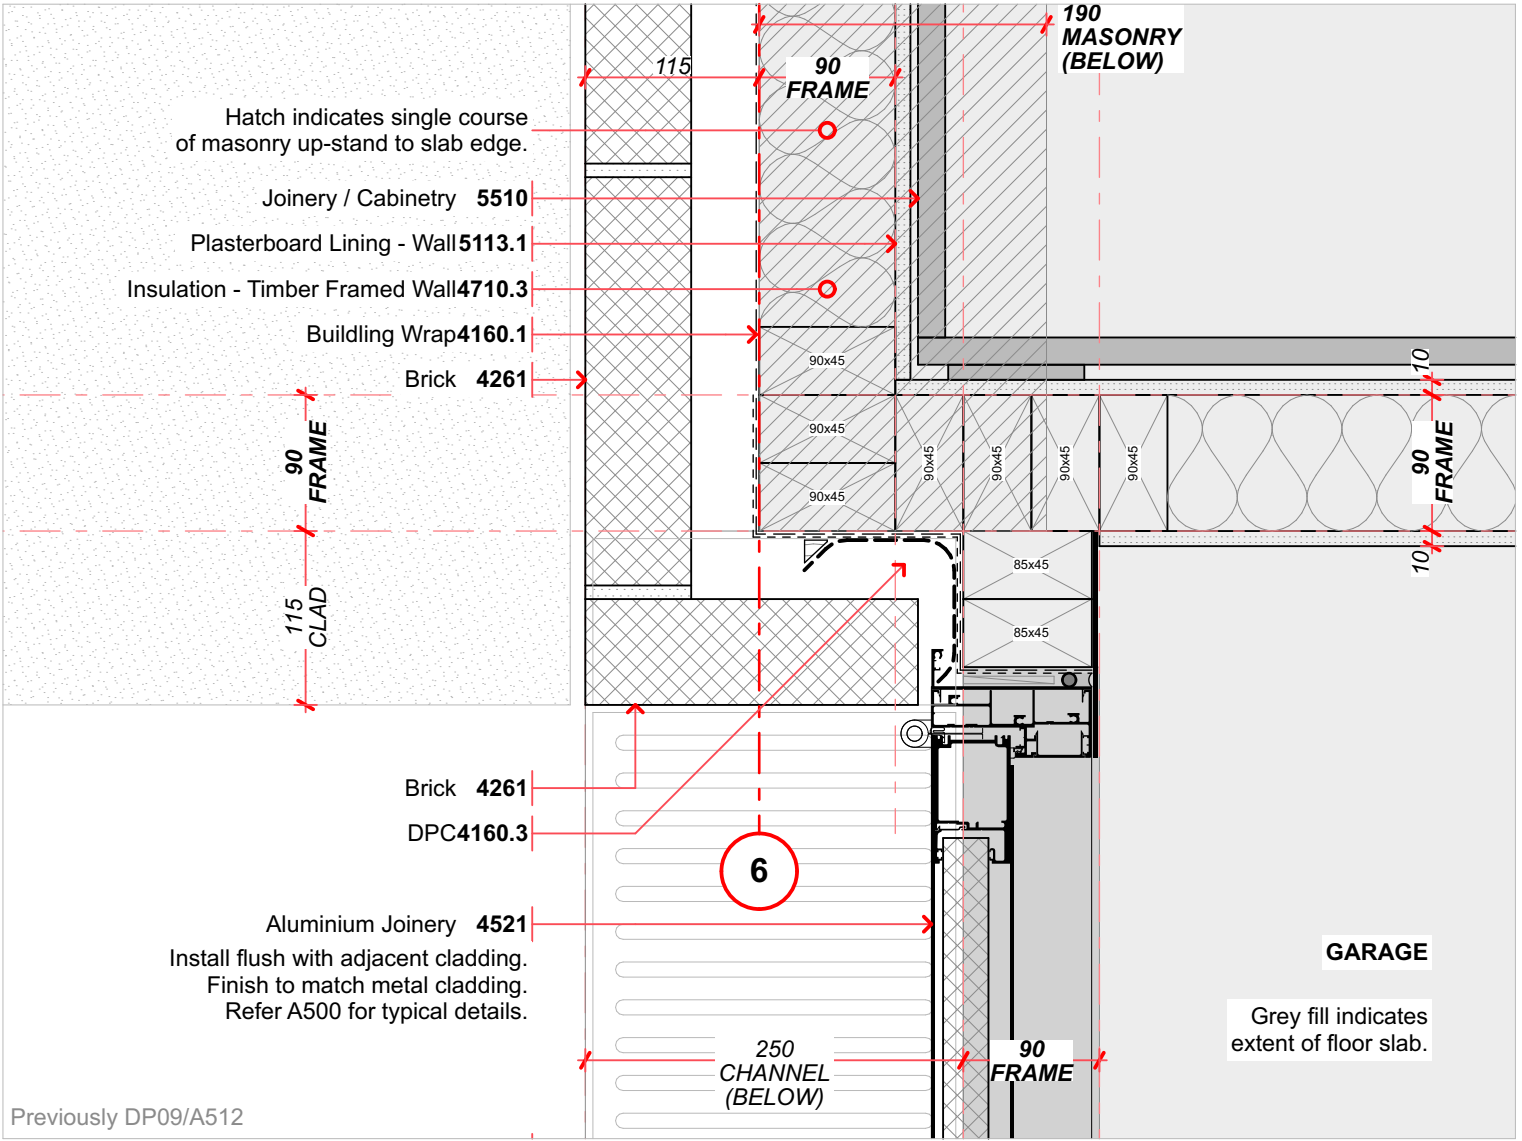 190
MASONRY
(BELOW)
115
90
FRAME
Hatch indicates single course
of masonry up-stand to slab edge.
Joinery / Cabinetry 5510
Plasterboard Lining - Wall 5113.1
Insulation - Timber Framed Wall 4710.3
Buildling Wrap 4160.1
Brick 4261
90x45
90x45
90x45
90x45
90x45
90x45
90x45
10
90
FRAME
10
90
FRAME
115
CLAD
85x45
85x45
Brick 4261
DPC 4160.3
6
Aluminium Joinery 4521
Install flush with adjacent cladding.
Finish to match metal cladding.
Refer A500 for typical details.
GARAGE
Grey fill indicates
extent of floor slab.
250
CHANNEL
(BELOW)
90
FRAME
Previously DP09/A512